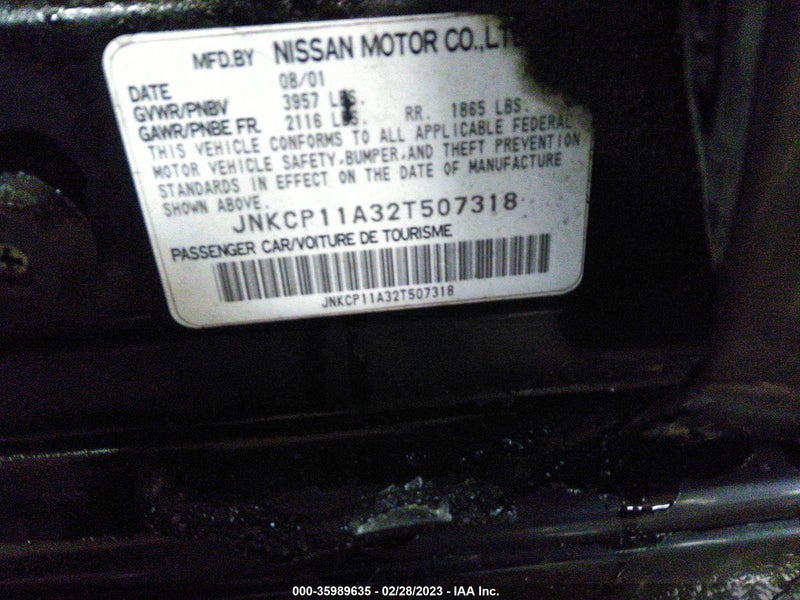 MFD.BY NISSAN MOTOR CO.,LT
DATE 08/01
GVWR/PNBV 3957 LBS.
GAWR/PNBE FR. 2116 LBS. RR. 1865 LBS.
THIS VEHICLE CONFORMS TO ALL APPLICABLE FEDERAL
MOTOR VEHICLE SAFETY,BUMPER,AND THEFT PREVENTION
STANDARDS IN EFFECT ON THE DATE OF MANUFACTURE
SHOWN ABOVE.
JNKCP11A32T507318
PASSENGER CAR/VOITURE DE TOURISME
JNKCP11A32T507318
000-35989635 - 02/28/2023 - IAA Inc.